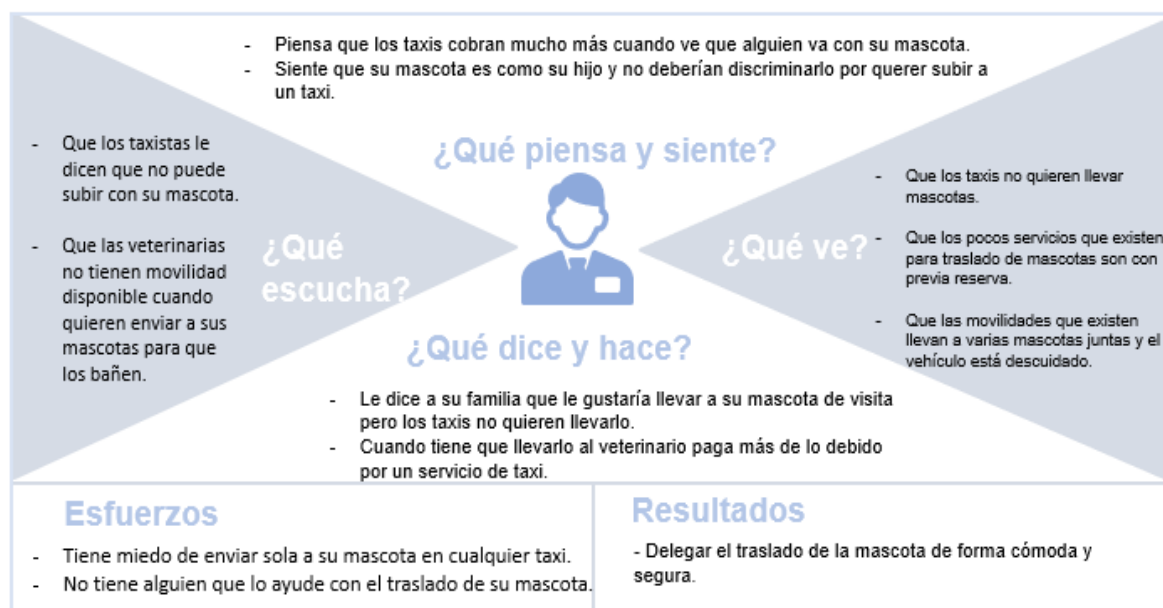 - Piensa que los taxis cobran mucho más cuando ve que alguien va con su mascota.
- Siente que su mascota es como su hijo y no deberían discriminarlo por querer subir a
un taxi.
¿Qué piensa y siente?
- Que los taxistas le
dicen que no puede
subir con su mascota.
- Que las veterinarias
no tienen movilidad
disponible cuando
quieren enviar a sus
mascotas para que
los bañen.
¿Qué
escucha?
¿Qué ve?
- Que los taxis no quieren llevar
mascotas.
- Que los pocos servicios que existen
para traslado de mascotas son con
previa reserva.
- Que las movilidades que existen
llevan a varias mascotas juntas y el
vehículo está descuidado.
¿Qué dice y hace?
- Le dice a su familia que le gustaría llevar a su mascota de visita
pero los taxis no quieren llevarlo.
- Cuando tiene que llevarlo al veterinario paga más de lo debido
por un servicio de taxi.
Esfuerzos
- Tiene miedo de enviar sola a su mascota en cualquier taxi.
- No tiene alguien que lo ayude con el traslado de su mascota.
Resultados
- Delegar el traslado de la mascota de forma cómoda y
segura.